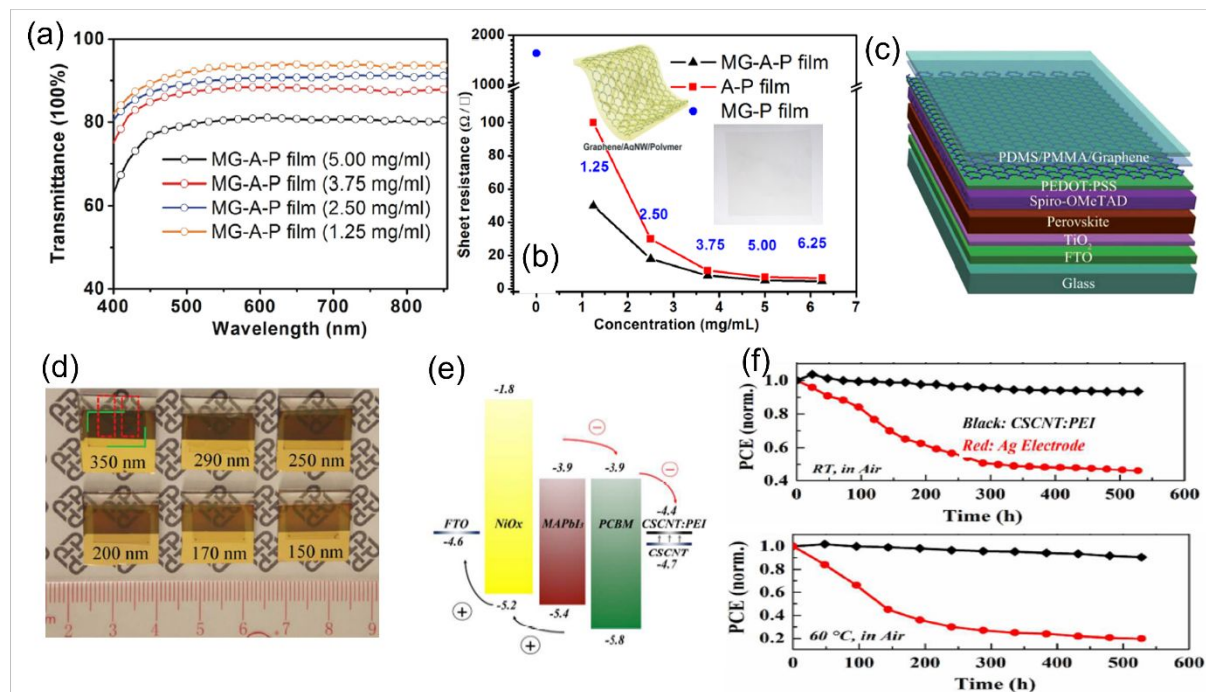 (a)
100
80
60
40
Transmittance (100%)
MG-A-P film (5.00 mg/ml)
MG-A-P film (3.75 mg/ml)
MG-A-P film (2.50 mg/ml)
MG-A-P film (1.25 mg/ml)
400 500 600 700 800
Wavelength (nm)
(b)
2000
1600
100
80
60
40
20
0
Sheet resistance (Ω / □)
MG-A-P film
A-P film
MG-P film
Graphene/AgNW/Polymer
1.25
2.50
3.75 5.00 6.25
0 1 2 3 4 5 6 7
Concentration (mg/mL)
(c)
PDMS/PMMA/Graphene
PEDOT:PSS
Spiro-OMeTAD
Perovskite
TiO2
FTO
Glass
(d)
350 nm 290 nm 250 nm
200 nm 170 nm 150 nm
2 3 4 5 6 7 8 9
(e)
-1.8
-3.9 -3.9
-4.4
FTO NiOx MAPbI3 PCBM CSCNT:PEI
-4.6
CSCNT
-4.7
-5.2
-5.4
-5.8
(f)
1.0
0.8
0.6
0.4
PCE (norm.)
Black: CSCNT:PEI
Red: Ag Electrode
RT, in Air
0 100 200 300 400 500 600
Time (h)
1.0
0.8
0.6
0.4
0.2
PCE (norm.)
60 °C, in Air
0 100 200 300 400 500 600
Time (h)